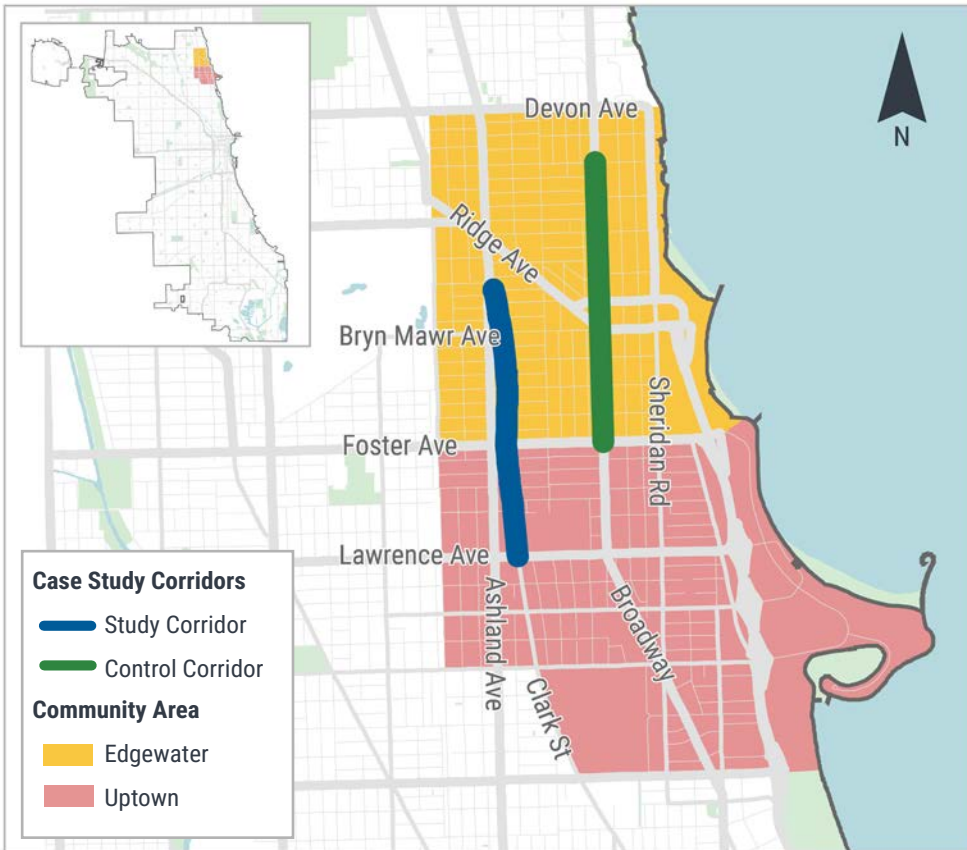 Devon Ave
N
Ridge Ave
Bryn Mawr Ave
Sheridan Rd
Foster Ave
Lawrence Ave
Ashland Ave
Broadway
Clark St
Case Study Corridors
Study Corridor
Control Corridor
Community Area
Edgewater
Uptown